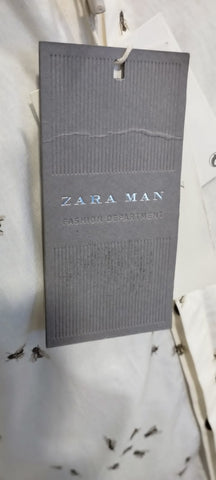 ZARA MAN
FASHION DEPARTMENT